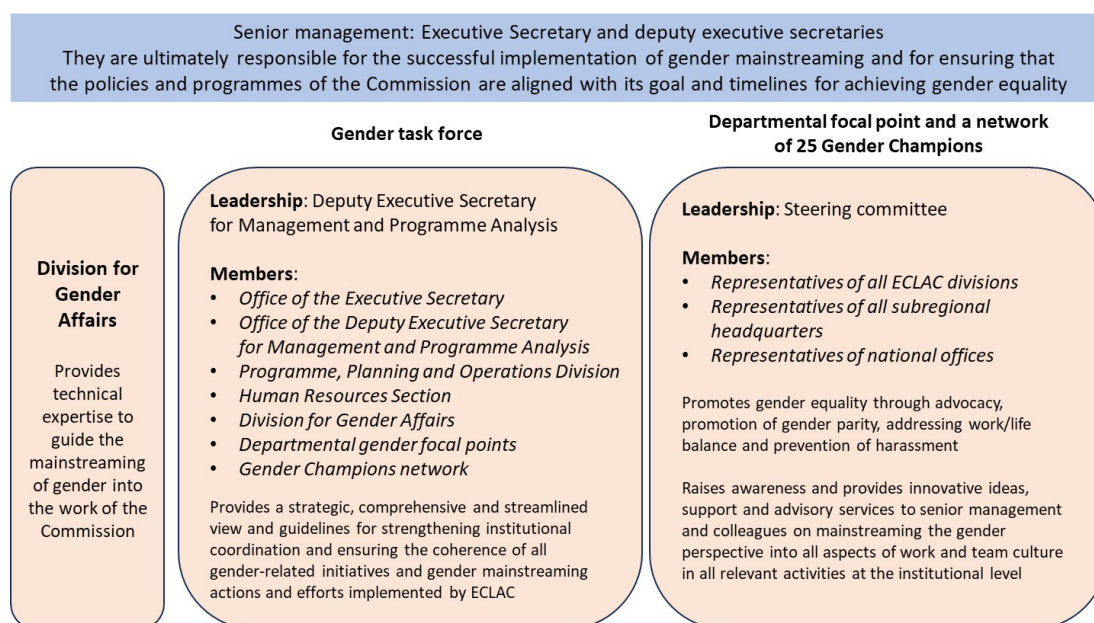 Senior management: Executive Secretary and deputy executive secretaries
They are ultimately responsible for the successful implementation of gender mainstreaming and for ensuring that
the policies and programmes of the Commission are aligned with its goal and timelines for achieving gender equality
Division for
Gender
Affairs
Provides
technical
expertise to
guide the
mainstreaming
of gender into
the work of the
Commission
Gender task force
Leadership: Deputy Executive Secretary
for Management and Programme Analysis
Members:
• Office of the Executive Secretary
• Office of the Deputy Executive Secretary
for Management and Programme Analysis
• Programme, Planning and Operations Division
• Human Resources Section
• Division for Gender Affairs
• Departmental gender focal points
• Gender Champions network
Provides a strategic, comprehensive and streamlined
view and guidelines for strengthening institutional
coordination and ensuring the coherence of all
gender-related initiatives and gender mainstreaming
actions and efforts implemented by ECLAC
Departmental focal point and a network
of 25 Gender Champions
Leadership: Steering committee
Members:
• Representatives of all ECLAC divisions
• Representatives of all subregional
headquarters
• Representatives of national offices
Promotes gender equality through advocacy,
promotion of gender parity, addressing work/life
balance and prevention of harassment
Raises awareness and provides innovative ideas,
support and advisory services to senior management
and colleagues on mainstreaming the gender
perspective into all aspects of work and team culture
in all relevant activities at the institutional level